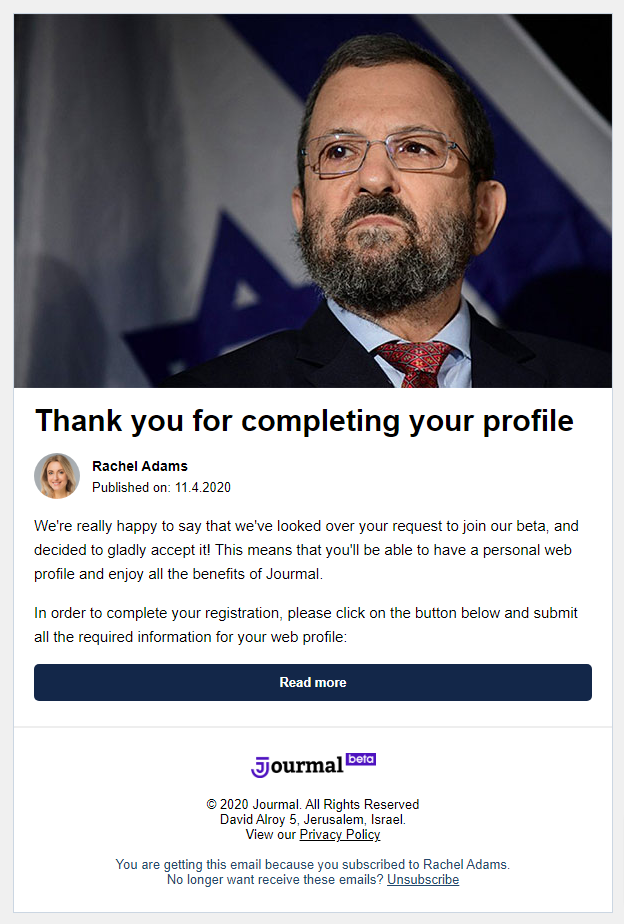 Thank you for completing your profile
Rachel Adams
Published on: 11.4.2020
We're really happy to say that we've looked over your request to join our beta, and
decided to gladly accept it! This means that you'll be able to have a personal web
profile and enjoy all the benefits of Jourmal.
In order to complete your registration, please click on the button below and submit
all the required information for your web profile:
Read more
Jourmal beta
© 2020 Jourmal. All Rights Reserved
David Alroy 5, Jerusalem, Israel.
View our Privacy Policy
You are getting this email because you subscribed to Rachel Adams.
No longer want receive these emails? Unsubscribe